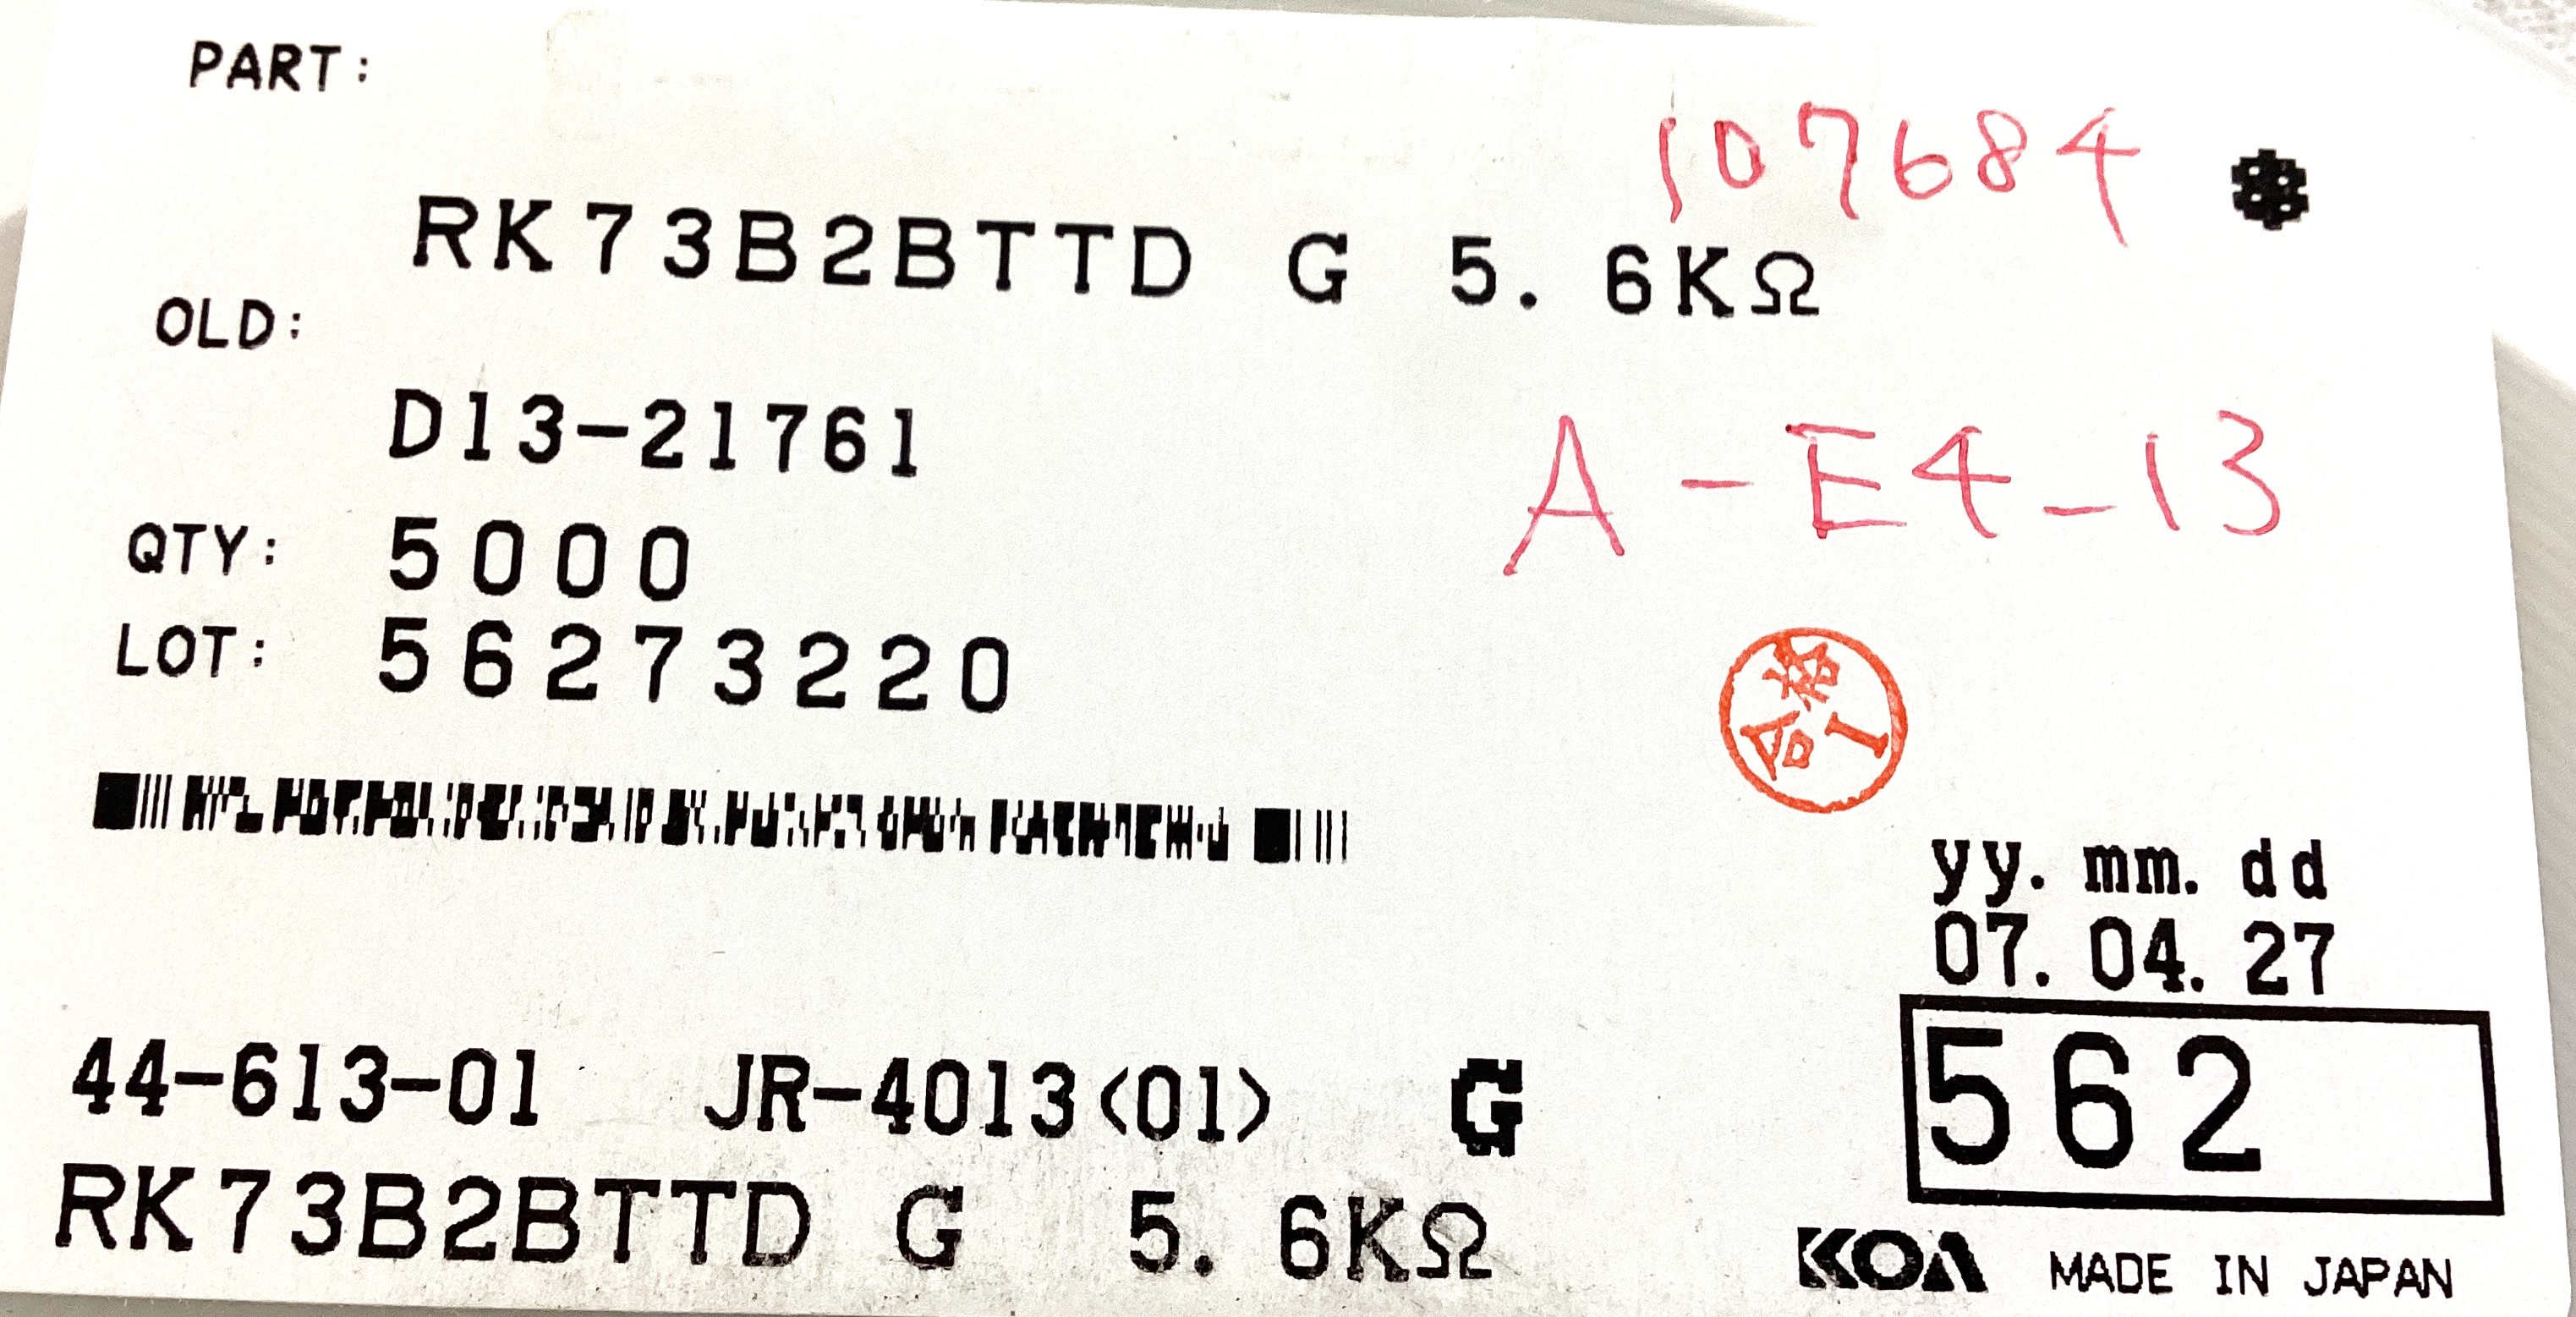 PART:
107684
RK73B2BTTD G 5.6KΩ
OLD:
D13-21761
A-E4-13
QTY: 5000
LOT: 56273220
yy. mm. dd
07. 04. 27
562
44-613-01 JR-4013<01> G
RK73B2BTTD G 5.6KΩ
KOA MADE IN JAPAN